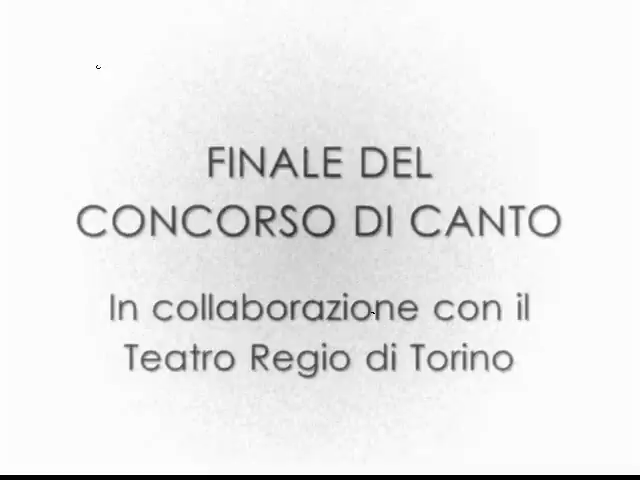 FINALE DEL
CONCORSO DI CANTO
In collaborazione con il
Teatro Regio di Torino